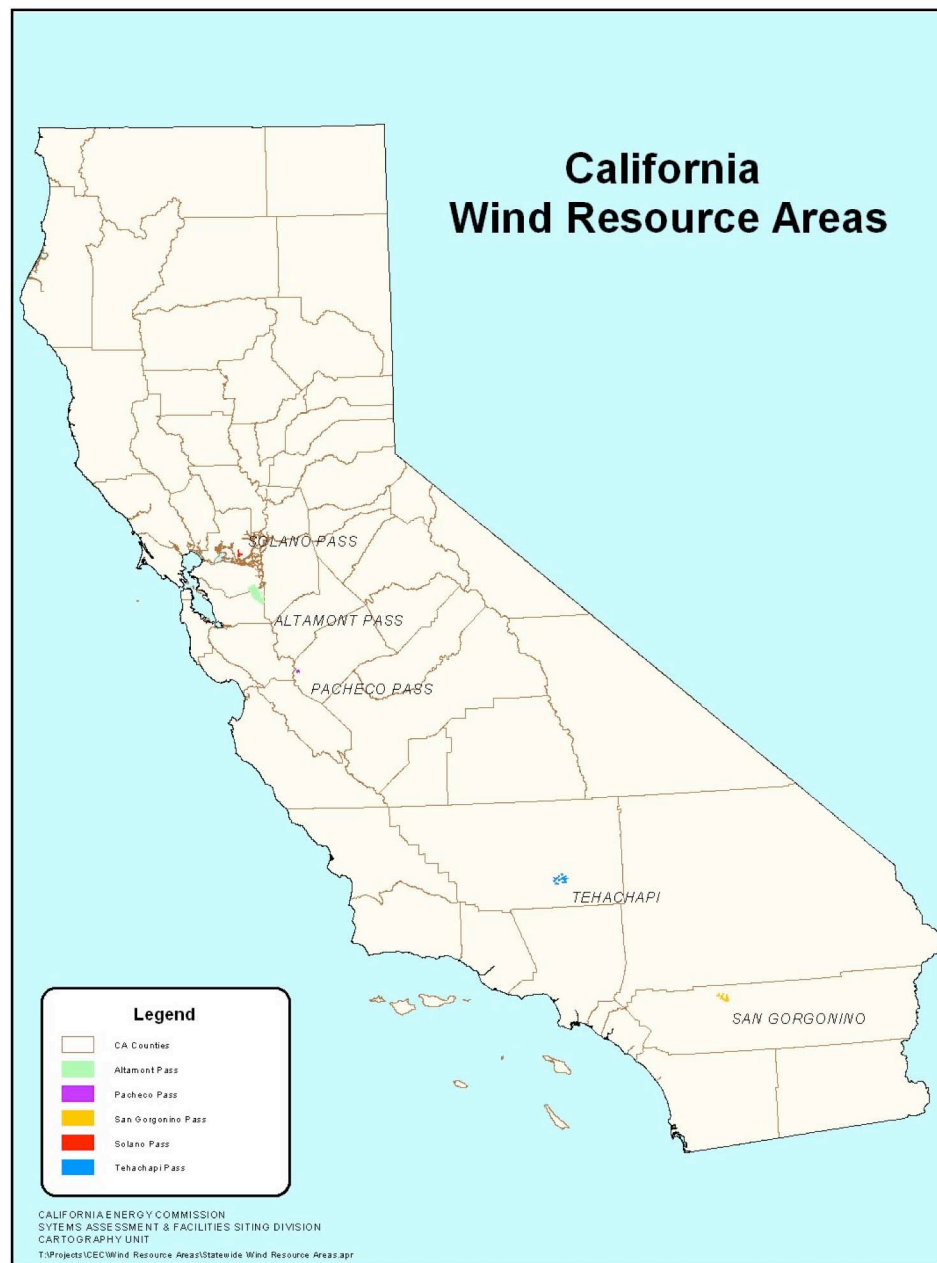 California
Wind Resource Areas
SOLANO PASS
ALTAMONT PASS
PACHECO PASS
TEHACHAPI
SAN GORGONINO
Legend
CA Counties
Altamont Pass
Pacheco Pass
San Gorgonino Pass
Solano Pass
Tehachapi Pass
CALIFORNIA ENERGY COMMISSION
SYTEMS ASSESSMENT & FACILITIES SITING DIVISION
CARTOGRAPHY UNIT
T:\Projects\CEC\Wind Resource Areas\Statewide Wind Resource Areas.apr